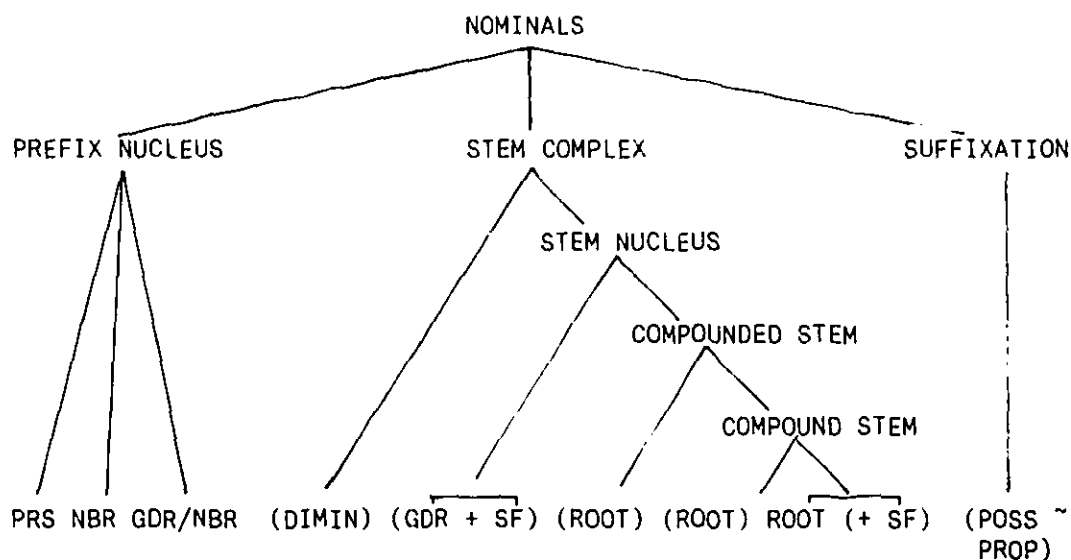 NOMINALS
PREFIX NUCLEUS STEM COMPLEX SUFFIXATION
STEM NUCLEUS
COMPOUNDED STEM
COMPOUND STEM
PRS NBR GDR/NBR (DIMIN) (GDR + SF) (ROOT) (ROOT) ROOT (+ SF) (POSS ~
PROP)